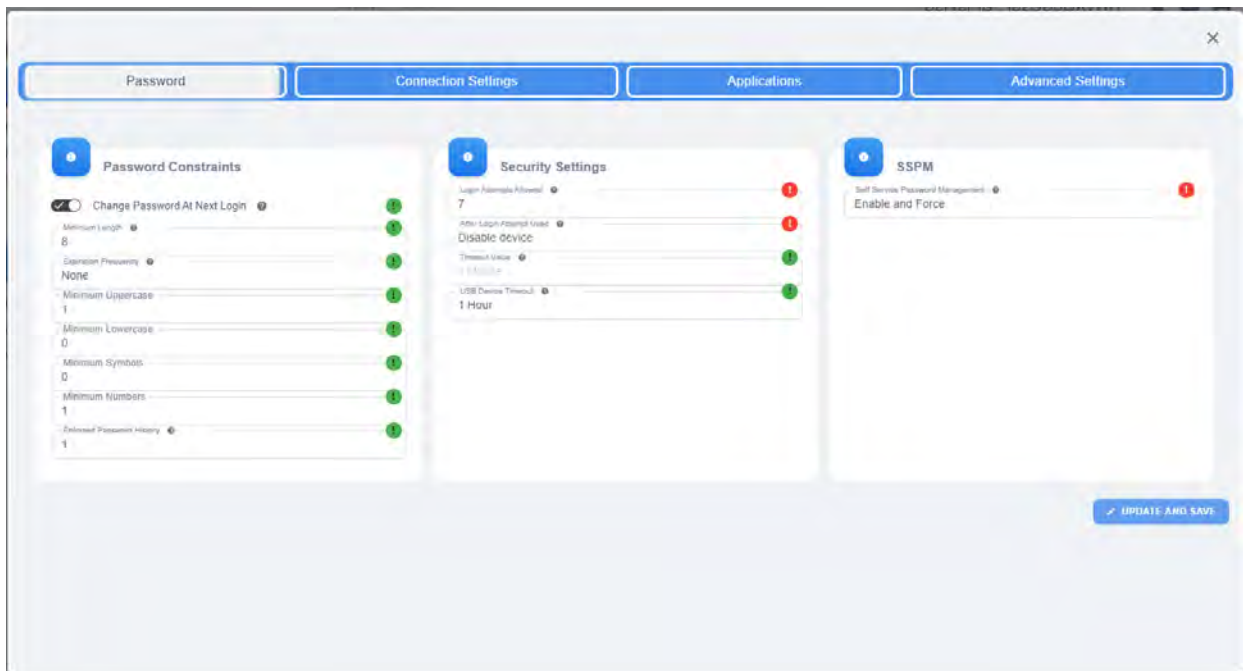 Password
Connection Settings
Applications
Advanced Settings
Password Constraints
Change Password At Next Login
Minimum Length
8
Expiration Frequency
None
Minimum Uppercase
1
Minimum Lowercase
0
Minimum Symbols
0
Minimum Numbers
1
Enforced Password History
1
Security Settings
Login Attempts Allowed
7
After Login Attempt Used
Disable device
Timeout Value
USB Device Timeout
1 Hour
SSPM
Self Service Password Management
Enable and Force
UPDATE AND SAVE